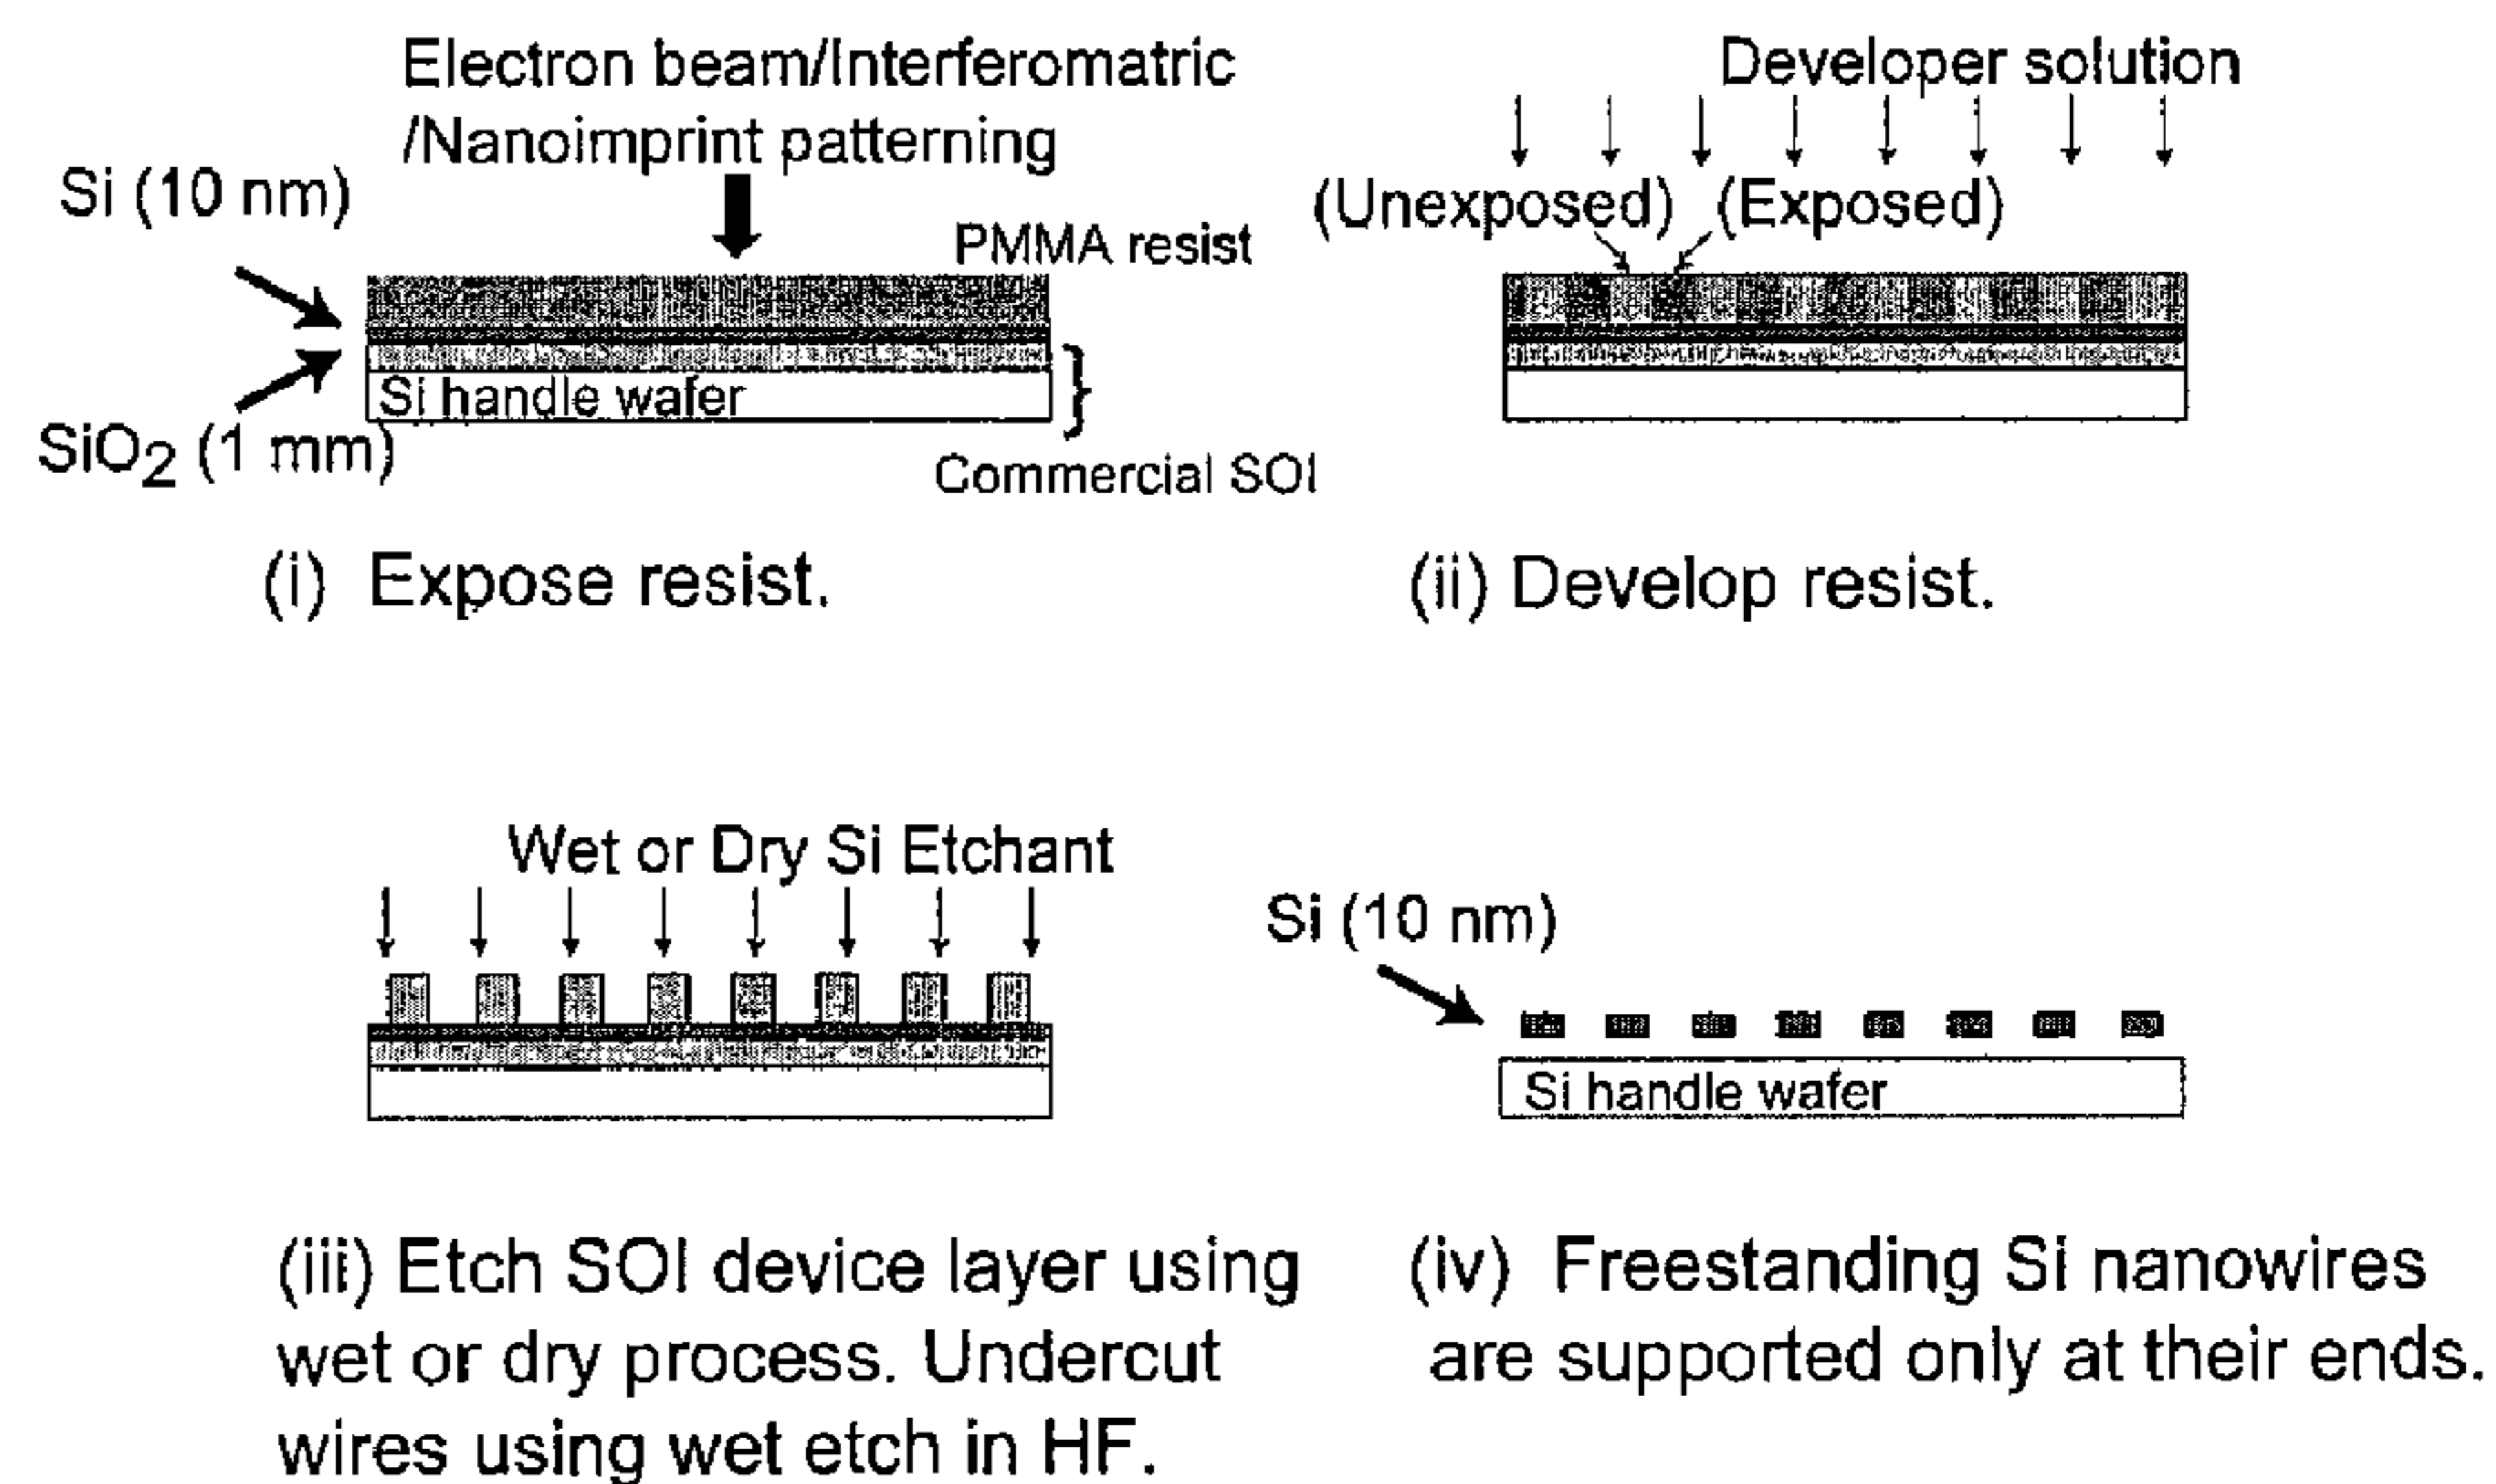 Electron beam/Interferomatric
/Nanoimprint patterning
Si (10 nm)
PMMA resist
Si handle wafer
SiO2 (1 mm)
Commercial SOI
(i) Expose resist.
Developer solution
(Unexposed) (Exposed)
(ii) Develop resist.
Wet or Dry Si Etchant
(iii) Etch SOI device layer using
wet or dry process. Undercut
wires using wet etch in HF.
Si (10 nm)
Si handle wafer
(iv) Freestanding Si nanowires
are supported only at their ends.